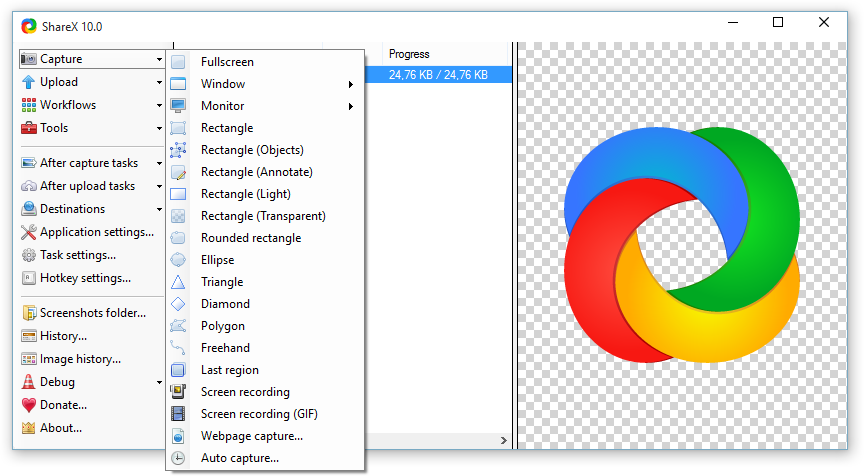 ShareX 10.0
Capture
Upload
Workflows
Tools
After capture tasks
After upload tasks
Destinations
Application settings...
Task settings...
Hotkey settings...
Screenshots folder...
History...
Image history...
Debug
Donate...
About...
Fullscreen
Window
Monitor
Rectangle
Rectangle (Objects)
Rectangle (Annotate)
Rectangle (Light)
Rectangle (Transparent)
Rounded rectangle
Ellipse
Triangle
Diamond
Polygon
Freehand
Last region
Screen recording
Screen recording (GIF)
Webpage capture...
Auto capture...
Progress
24,76 KB / 24,76 KB